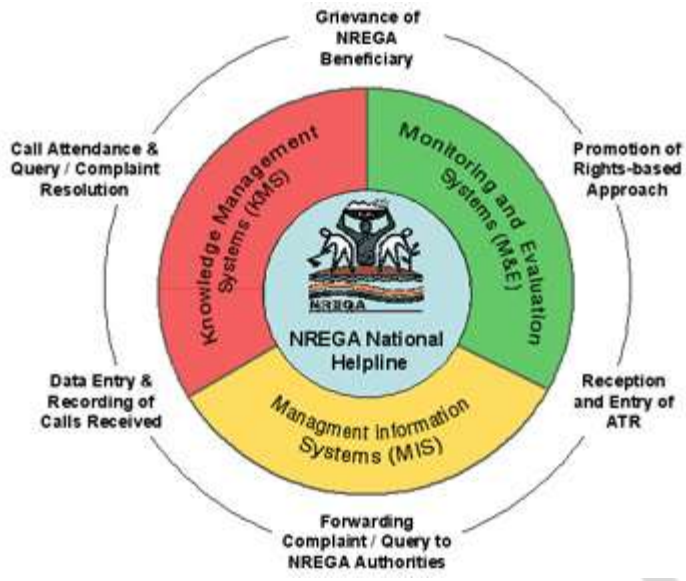 Grievance of
NREGA
Beneficiary
Call Attendance &
Query / Complaint
Resolution
Promotion of
Rights-based
Approach
Knowledge Management
Systems (KMS)
Monitoring and Evaluation
Systems (M&E)
NREGA
NREGA National
Helpline
Data Entry &
Recording of
Calls Received
Reception
and Entry of
ATR
Managment Information
Systems (MIS)
Forwarding
Complaint / Query to
NREGA Authorities